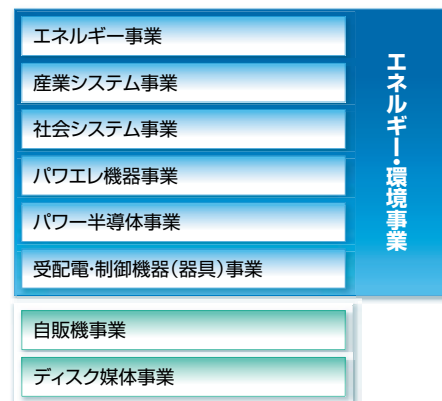 エネルギー事業
産業システム事業
社会システム事業
パワエレ機器事業
パワー半導体事業
受配電・制御機器(器具)事業
エネルギー・環境事業
自販機事業
ディスク媒体事業